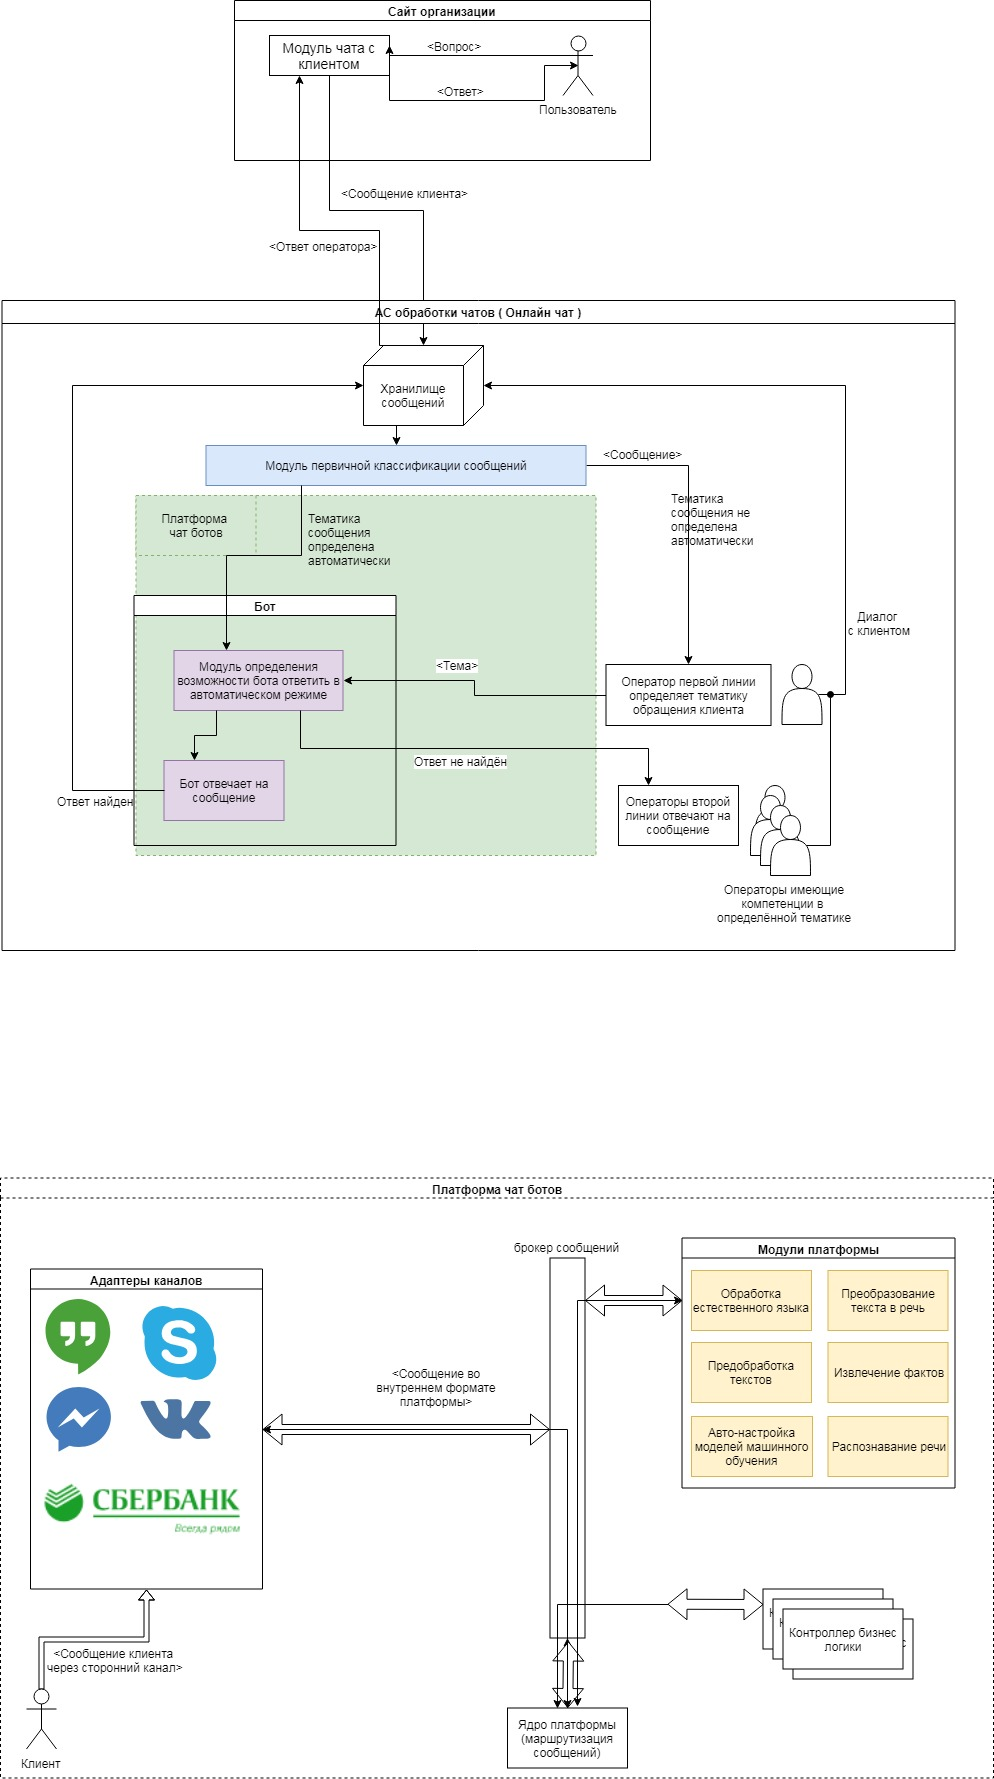 Сайт организации
Модуль чата с
клиентом
<Вопрос>
<Ответ>
Пользователь
<Сообщение клиента>
<Ответ оператора>
АС обработки чатов ( Онлайн чат )
Хранилище
сообщений
Модуль первичной классификации сообщений
<Сообщение>
Платформа
чат ботов
Тематика
сообщения
определена
автоматически
Тематика
сообщения не
определена
автоматически
Бот
Диалог
с клиентом
Модуль определения
возможности бота ответить в
автоматическом режиме
<Тема>
Оператор первой линии
определяет тематику
обращения клиента
Ответ не найдён
Бот отвечает на
сообщение
Ответ найден
Операторы второй
линии отвечают на
сообщение
Операторы имеющие
компетенции в
определённой тематике
Платформа чат ботов
брокер сообщений
Модули платформы
Адаптеры каналов
Обработка
естественного языка
Преобразование
текста в речь
Предобработка
текстов
Извлечение фактов
<Сообщение во
внутреннем формате
платформы>
Авто-настройка
моделей машинного
обучения
Распознавание речи
СБЕРБАНК
Всегда рядом
Контроллер бизнес
логики
<Сообщение клиента
через сторонний канал>
Клиент
Ядро платформы
(маршрутизация
сообщений)